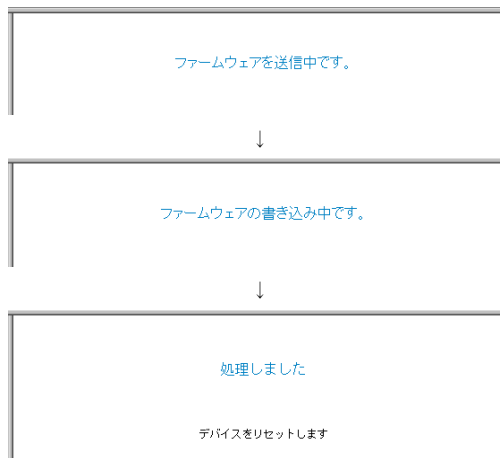 ファームウェアを送信中です。
↓
ファームウェアの書き込み中です。
↓
処理しました
デバイスをリセットします